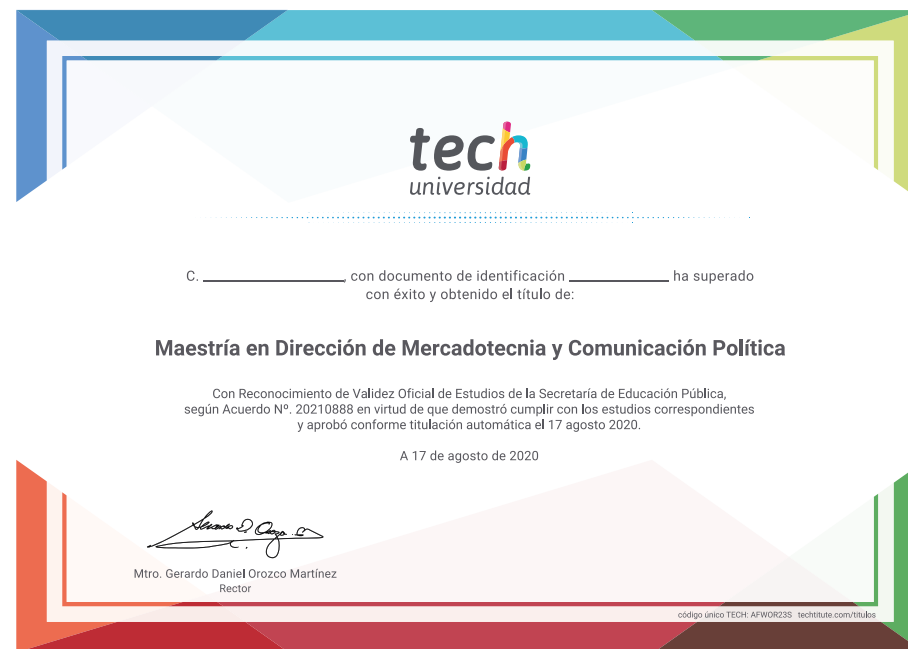 tech
universidad
C. ____________, con documento de identificación ____________ ha superado
con éxito y obtenido el título de:
Maestría en Dirección de Mercadotecnia y Comunicación Política
Con Reconocimiento de Validez Oficial de Estudios de la Secretaría de Educación Pública,
según Acuerdo Nº. 20210888 en virtud de que demostró cumplir con los estudios correspondientes
y aprobó conforme titulación automática el 17 agosto 2020.
A 17 de agosto de 2020
Mtro. Gerardo Daniel Orozco Martínez
Rector
código único TECH: AFWOR23S techtitute.com/titulos